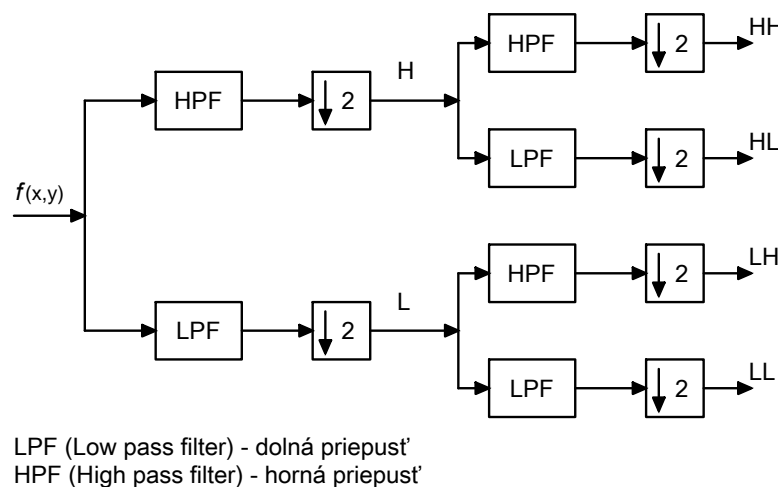 HH
HPF
2
H
HPF
2
HL
LPF
2
f(x,y)
LH
HPF
2
L
LPF
2
LL
LPF
2
LPF (Low pass filter) - dolná priepusť
HPF (High pass filter) - horná priepusť